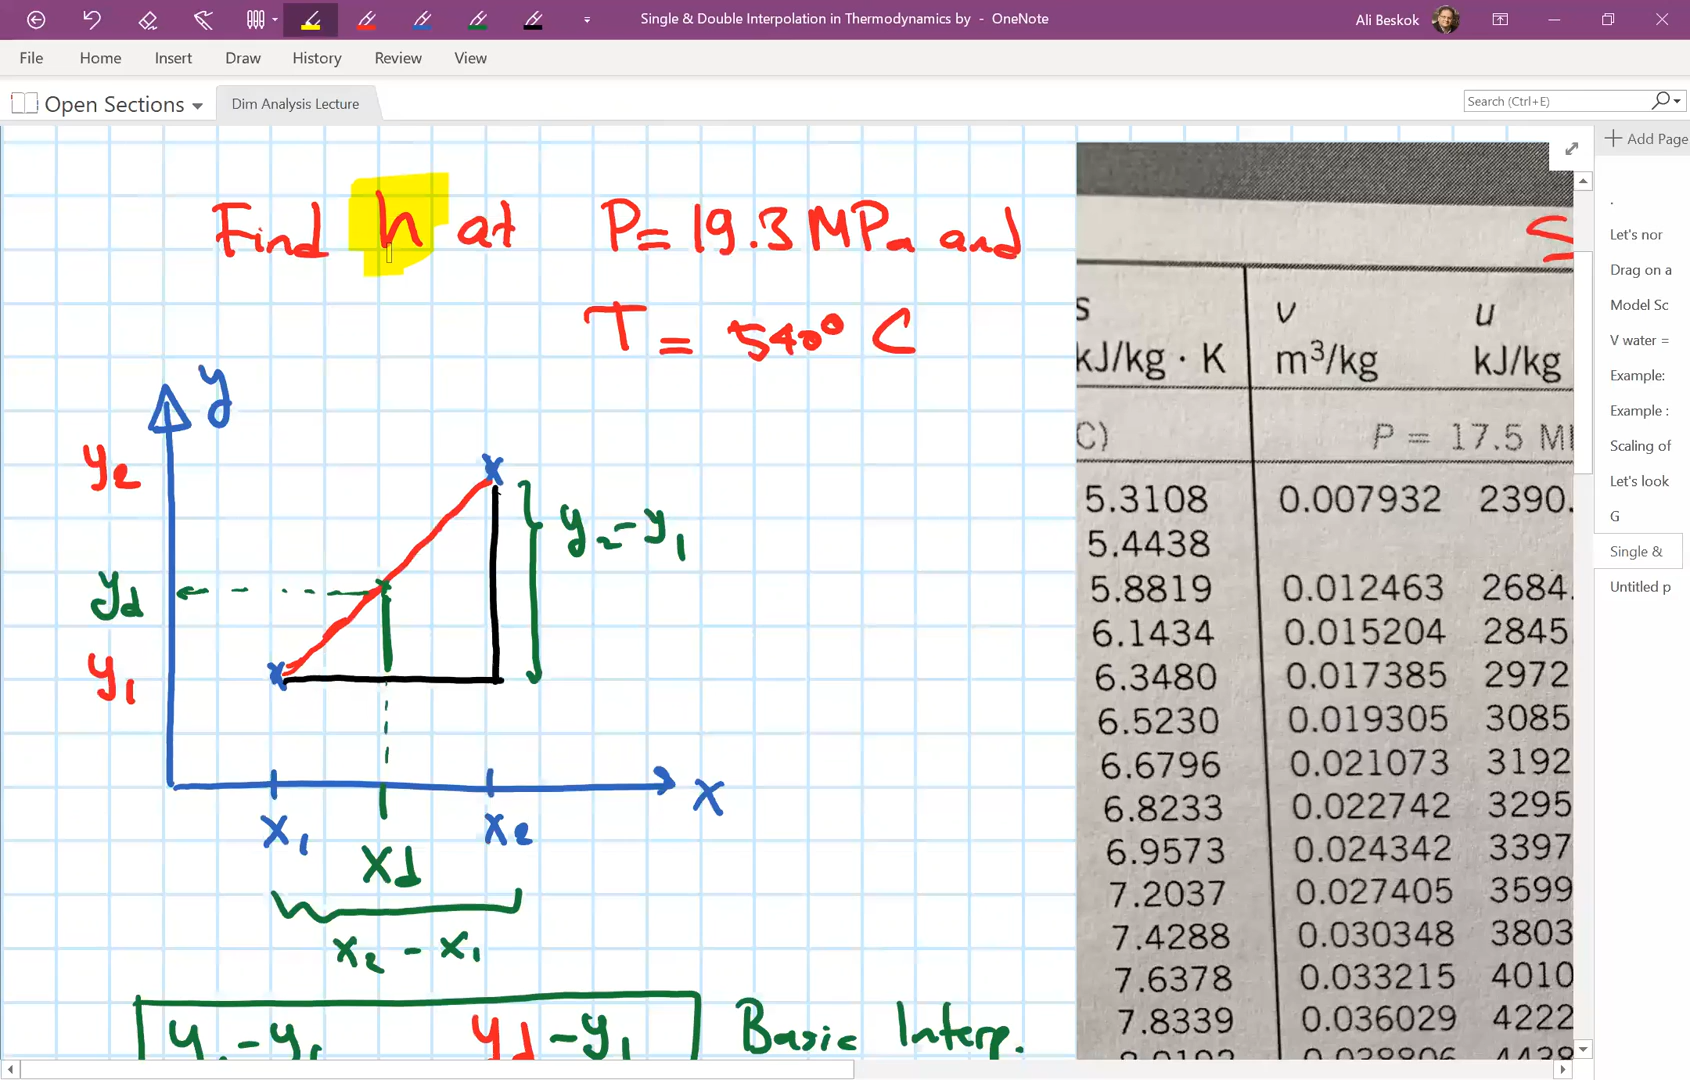 Single & Double Interpolation in Thermodynamics by - OneNote
Ali Beskok
File Home Insert Draw History Review View
Open Sections
Dim Analysis Lecture
Search (Ctrl+E)
Add Page
Find h at P = 19.3 MPa and
T = 540° C
y
y2
yd
y1
y2 - y1
x
x1
x2
xd
x2 - x1
yd - y1
Basic Interp.
s v u
kJ/kg · K m³/kg kJ/kg
C) P = 17.5 M
5.3108 0.007932 2390.
5.4438
5.8819 0.012463 2684.
6.1434 0.015204 2845
6.3480 0.017385 2972
6.5230 0.019305 3085
6.6796 0.021073 3192
6.8233 0.022742 3295
6.9573 0.024342 3397
7.2037 0.027405 3599
7.4288 0.030348 3803
7.6378 0.033215 4010
7.8339 0.036029 4222
.
Let's nor
Drag on a
Model Sc
V water =
Example:
Example :
Scaling of
Let's look
G
Single &
Untitled p